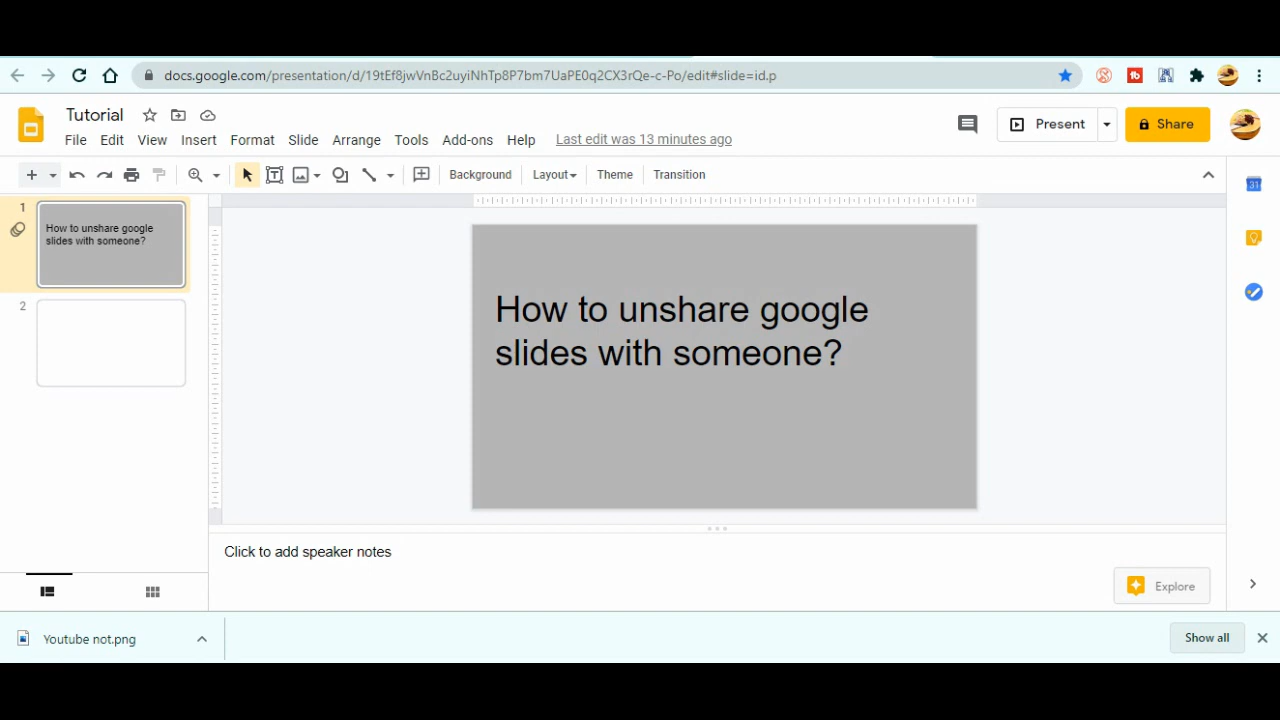 docs.google.com/presentation/d/19tEf8jwVnBc2uyiNhTp8P7bm7UaPE0q2CX3rQe-c-Po/edit#slide=id.p
Tutorial
File Edit View Insert Format Slide Arrange Tools Add-ons Help Last edit was 13 minutes ago
Present
Share
Background Layout Theme Transition
31
1
How to unshare google
slides with someone?
2
How to unshare google
slides with someone?
Click to add speaker notes
Explore
Youtube not.png
Show all